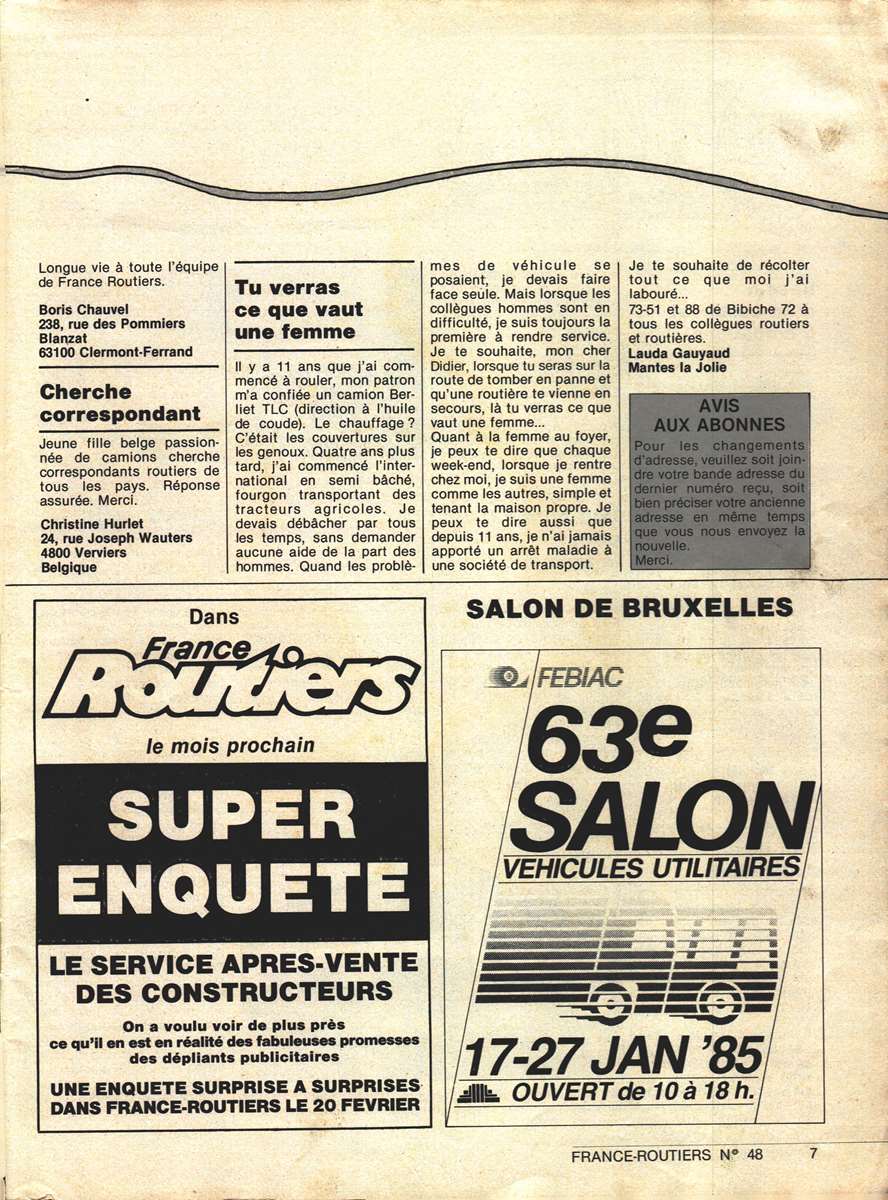 Longue vie à toute l'équipe
de France Routiers.
Boris Chauvel
238, rue des Pommiers
Blanzat
63100 Clermont-Ferrand
Cherche
correspondant
Jeune fille belge passion-
née de camions cherche
correspondants routiers de
tous les pays. Réponse
assurée. Merci.
Christine Hurlet
24, rue Joseph Wauters
4800 Verviers
Belgique
Tu verras
ce que vaut
une femme
Il y a 11 ans que j'ai com-
mencé à rouler, mon patron
m'a confiée un camion Ber-
liet TLC (direction à l'huile
de coude). Le chauffage ?
C'était les couvertures sur
les genoux. Quatre ans plus
tard, j'ai commencé l'inter-
national en semi bâché,
fourgon transportant des
tracteurs agricoles. Je
devais débâcher par tous
les temps, sans demander
aucune aide de la part des
hommes. Quand les problè-
mes de véhicule se
posaient, je devais faire
face seule. Mais lorsque les
collègues hommes sont en
difficulté, je suis toujours la
première à rendre service.
Je te souhaite, mon cher
Didier, lorsque tu seras sur la
route de tomber en panne et
qu'une routière te vienne en
secours, là tu verras ce que
vaut une femme...
Quant à la femme au foyer,
je peux te dire que chaque
week-end, lorsque je rentre
chez moi, je suis une femme
comme les autres, simple et
tenant la maison propre. Je
peux te dire aussi que
depuis 11 ans, je n'ai jamais
apporté un arrêt maladie à
une société de transport.
Je te souhaite de récolter
tout ce que moi j'ai
labouré...
73-51 et 88 de Bibiche 72 à
tous les collègues routiers
et routières.
Lauda Gauyaud
Mantes la Jolie
AVIS
AUX ABONNES
Pour les changements
d'adresse, veuillez soit join-
dre votre bande adresse du
dernier numéro reçu, soit
bien préciser votre ancienne
adresse en même temps
que vous nous envoyez la
nouvelle.
Merci.
Dans
France
Routiers
le mois prochain
SUPER
ENQUETE
LE SERVICE APRES-VENTE
DES CONSTRUCTEURS
On a voulu voir de plus près
ce qu'il en est en réalité des fabuleuses promesses
des dépliants publicitaires
UNE ENQUETE SURPRISE A SURPRISES
DANS FRANCE-ROUTIERS LE 20 FEVRIER
SALON DE BRUXELLES
FEBIAC
63e
SALON
VEHICULES UTILITAIRES
17-27 JAN '85
OUVERT de 10 à 18 h.
FRANCE-ROUTIERS N° 48 7